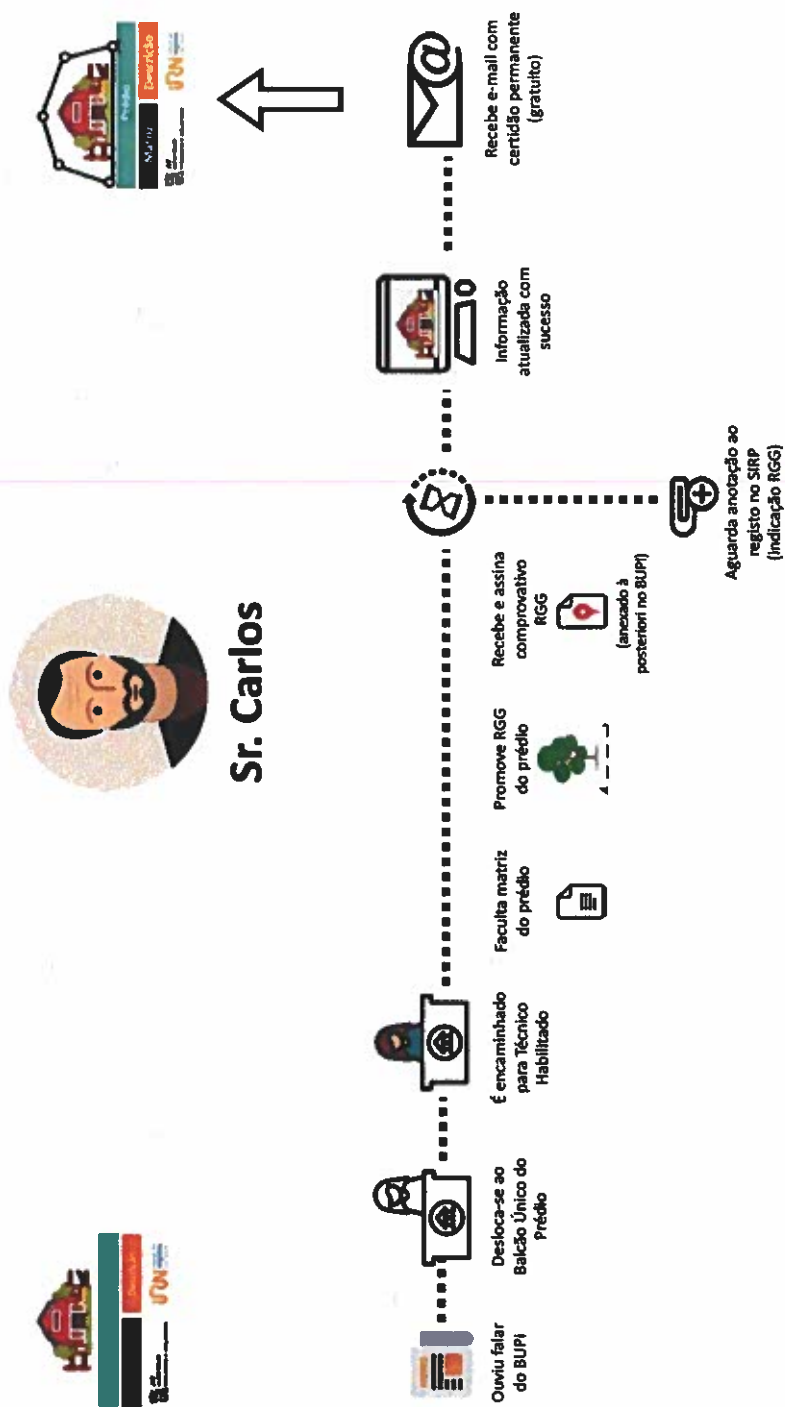 Descrição
Sr. Carlos
Prédio
Matriz
Descrição
Ouviu falar
do BUPi
Desloca-se ao
Balcão Único do
Prédio
É encaminhado
para Técnico
Habilitado
Faculta matriz
do prédio
Promove RGG
do prédio
Recebe e assina
comprovativo
RGG
(anexado à
posteriori no BUPI)
Aguarda anotação ao
registo no SIRP
(Indicação RGG)
Informação
atualizada com
sucesso
Recebe e-mail com
certidão permanente
(gratuito)